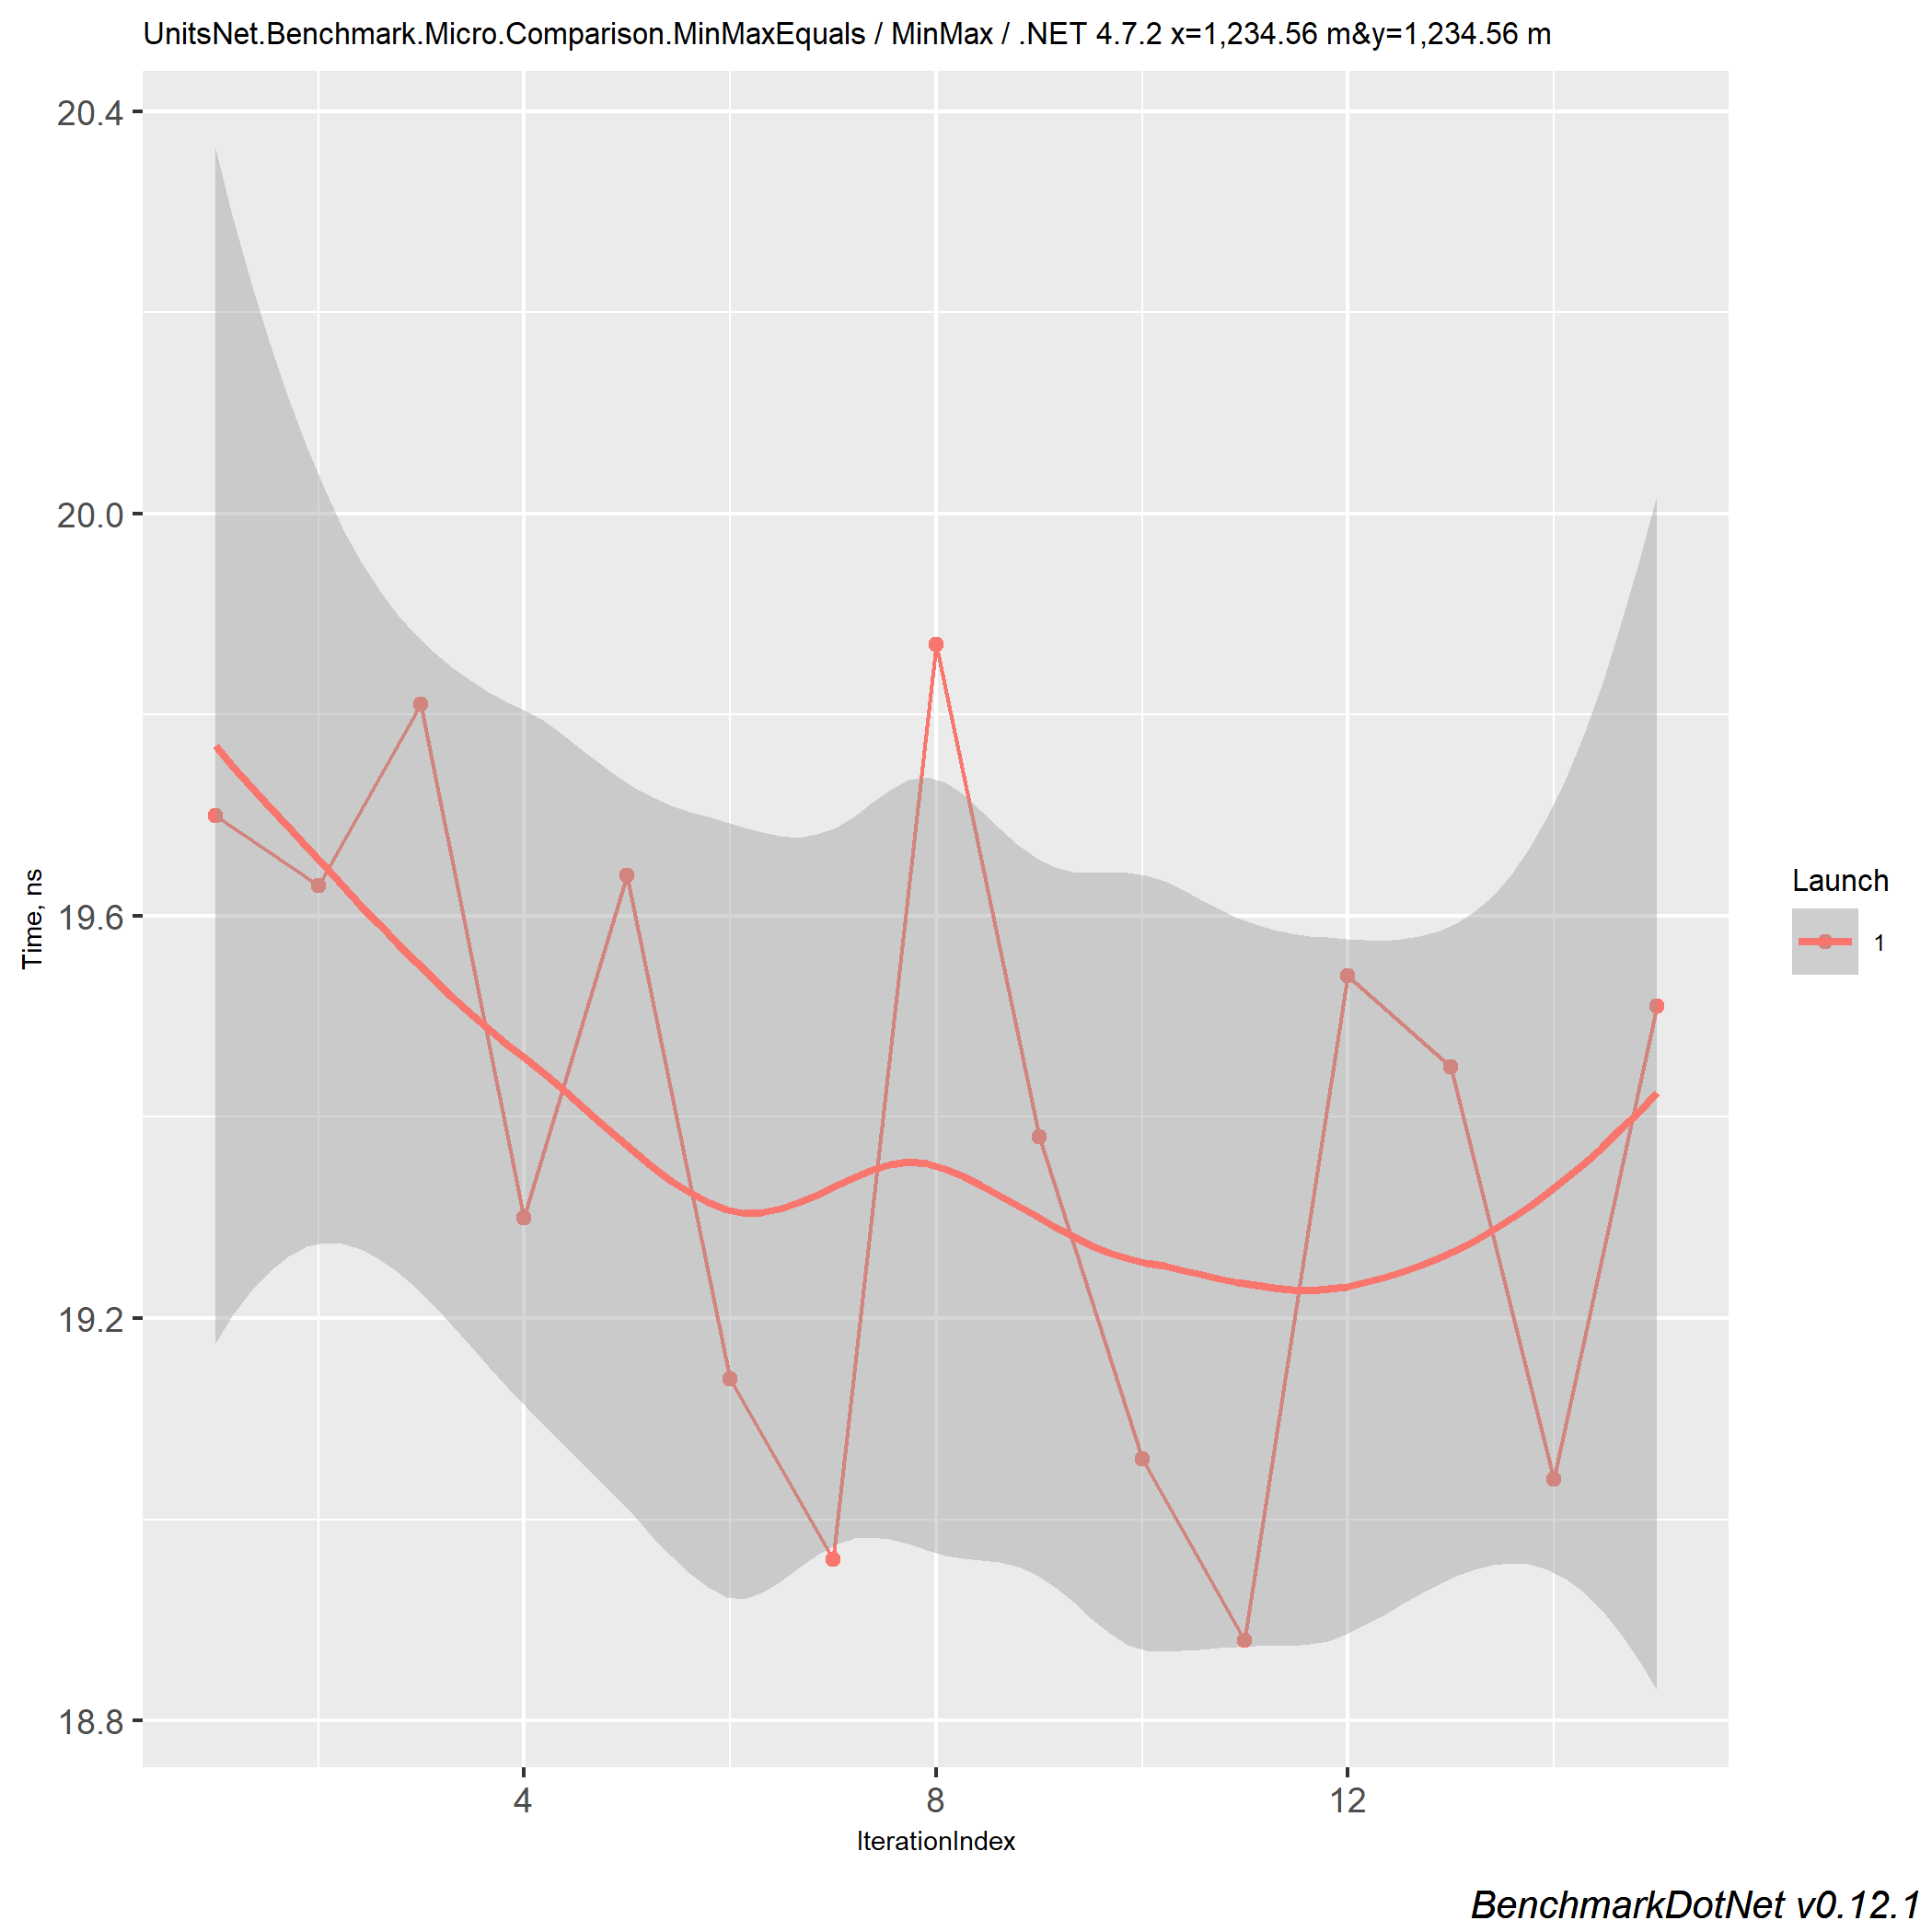 UnitsNet.Benchmark.Micro.Comparison.MinMaxEquals / MinMax / .NET 4.7.2 x=1,234.56 m&y=1,234.56 m
20.4
20.0
19.6
19.2
18.8
Time, ns
4 8 12
IterationIndex
Launch
1
BenchmarkDotNet v0.12.1